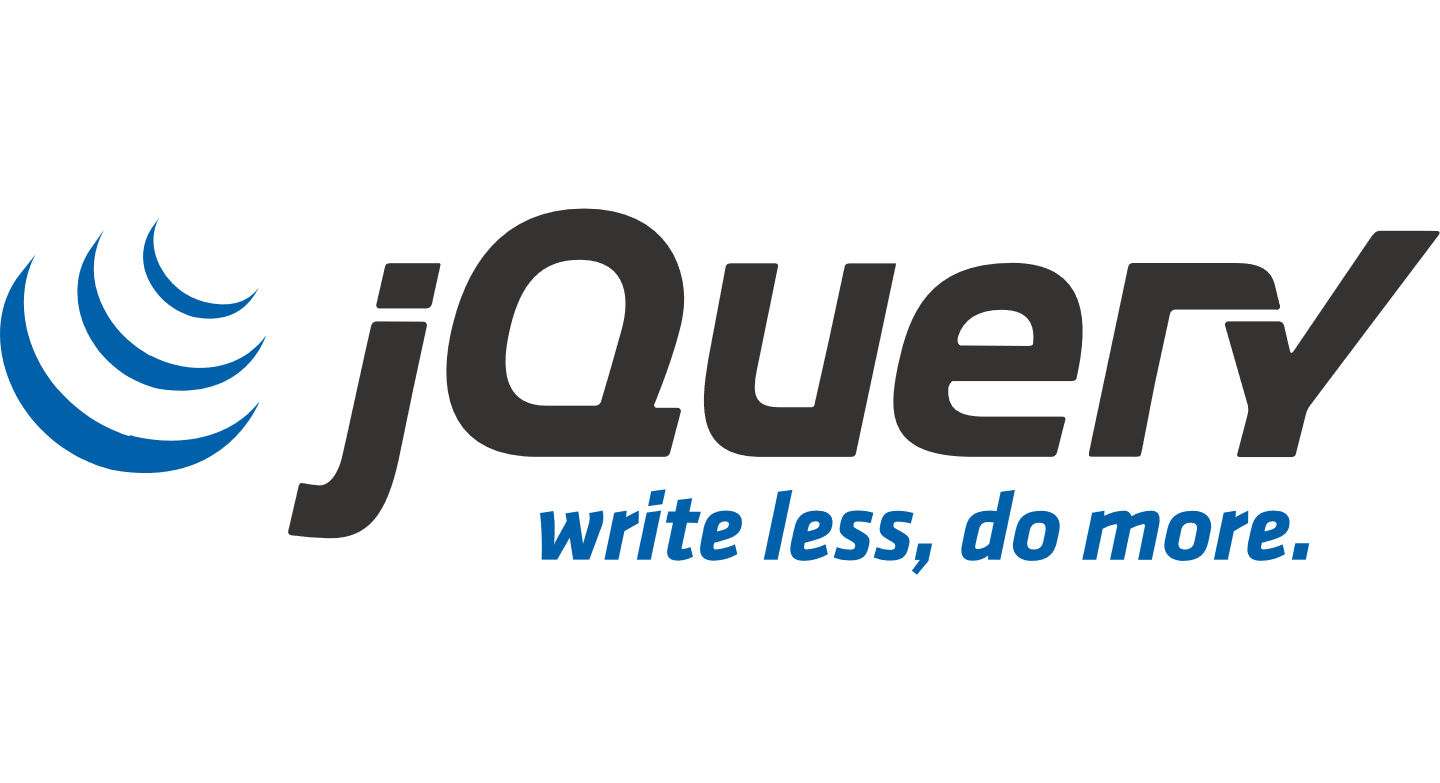 jQuery
write less, do more.